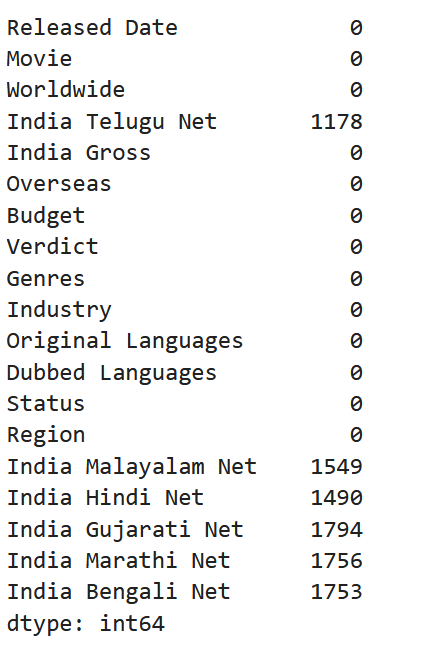 Released Date 0
Movie 0
Worldwide 0
India Telugu Net 1178
India Gross 0
Overseas 0
Budget 0
Verdict 0
Genres 0
Industry 0
Original Languages 0
Dubbed Languages 0
Status 0
Region 0
India Malayalam Net 1549
India Hindi Net 1490
India Gujarati Net 1794
India Marathi Net 1756
India Bengali Net 1753
dtype: int64